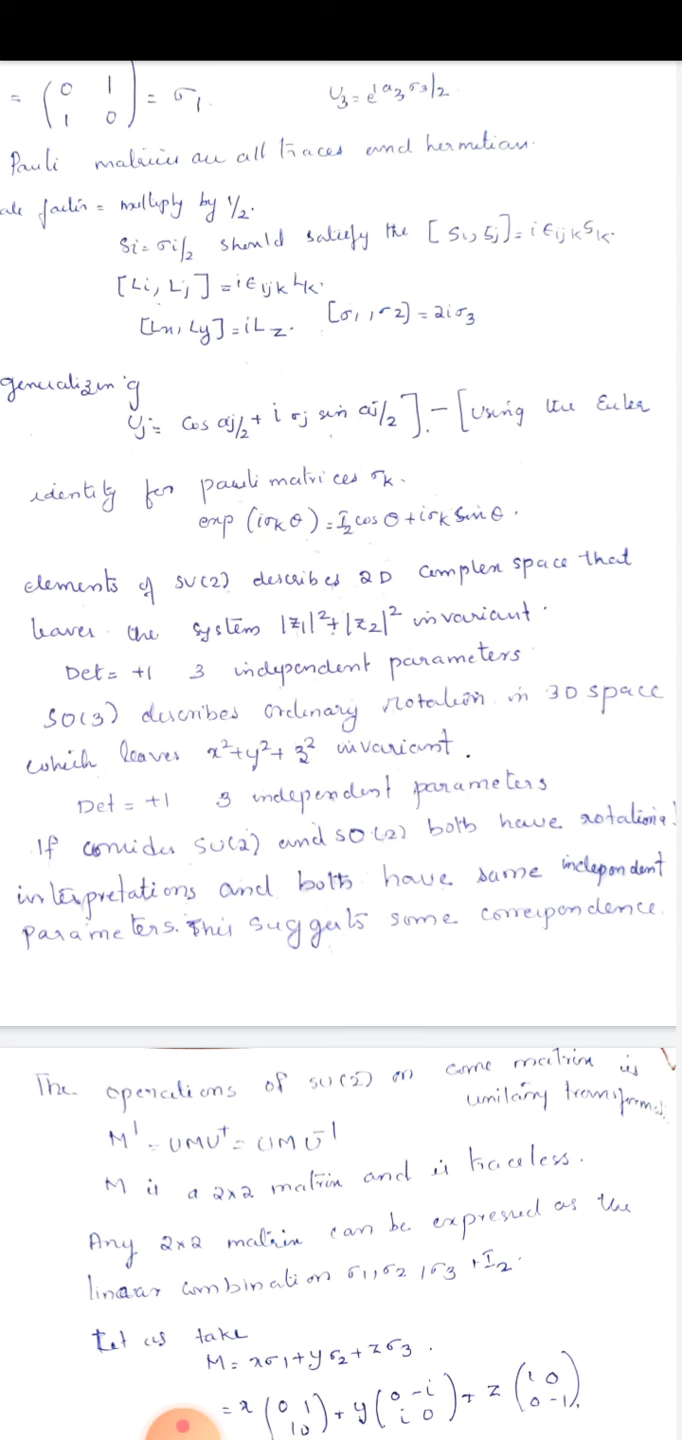 = (0 1
1 0) = σ1. U3 = e^i a3 σ3/2
Pauli matrices are all traces and hermetian.
ale factor = multiply by 1/2.
Si = σi/2 should satisfy the [Si, Sj] = i ϵijk Sk.
[Li, Lj] = i ϵijk Lk.
[Lx, Ly] = i Lz. [σ1, σ2] = 2iσ3
generalizing
Uj = cos aj/2 + i σj sin aj/2]. — [Using the Euler
identity for pauli matrices σk.
exp (iσkθ) = I2 cos θ + iσk sin θ.
elements of SU(2) describes 2D complex space that
leaves the system |z1|² + |z2|² invariant.
Det = +1 3 independent parameters
SO(3) describes ordinary rotation in 3D space
which leaves x² + y² + z² invariant.
Det = +1 3 independent parameters
If consider SU(2) and SO(2) both have rotational
interpretations and both have same independent
parameters. This suggests some correspondence.
The operations of SU(2) on some matrix is
unitary transformat
M' = UMU† = UMU⁻¹
M is a 2×2 matrix and is traceless.
Any 2×2 matrix can be expressed as the
linear combination σ1, σ2, σ3 + I2.
Let us take
M = xσ1 + yσ2 + zσ3.
= x (0 1
1 0) + y (0 -i
i 0) + z (1 0
0 -1).